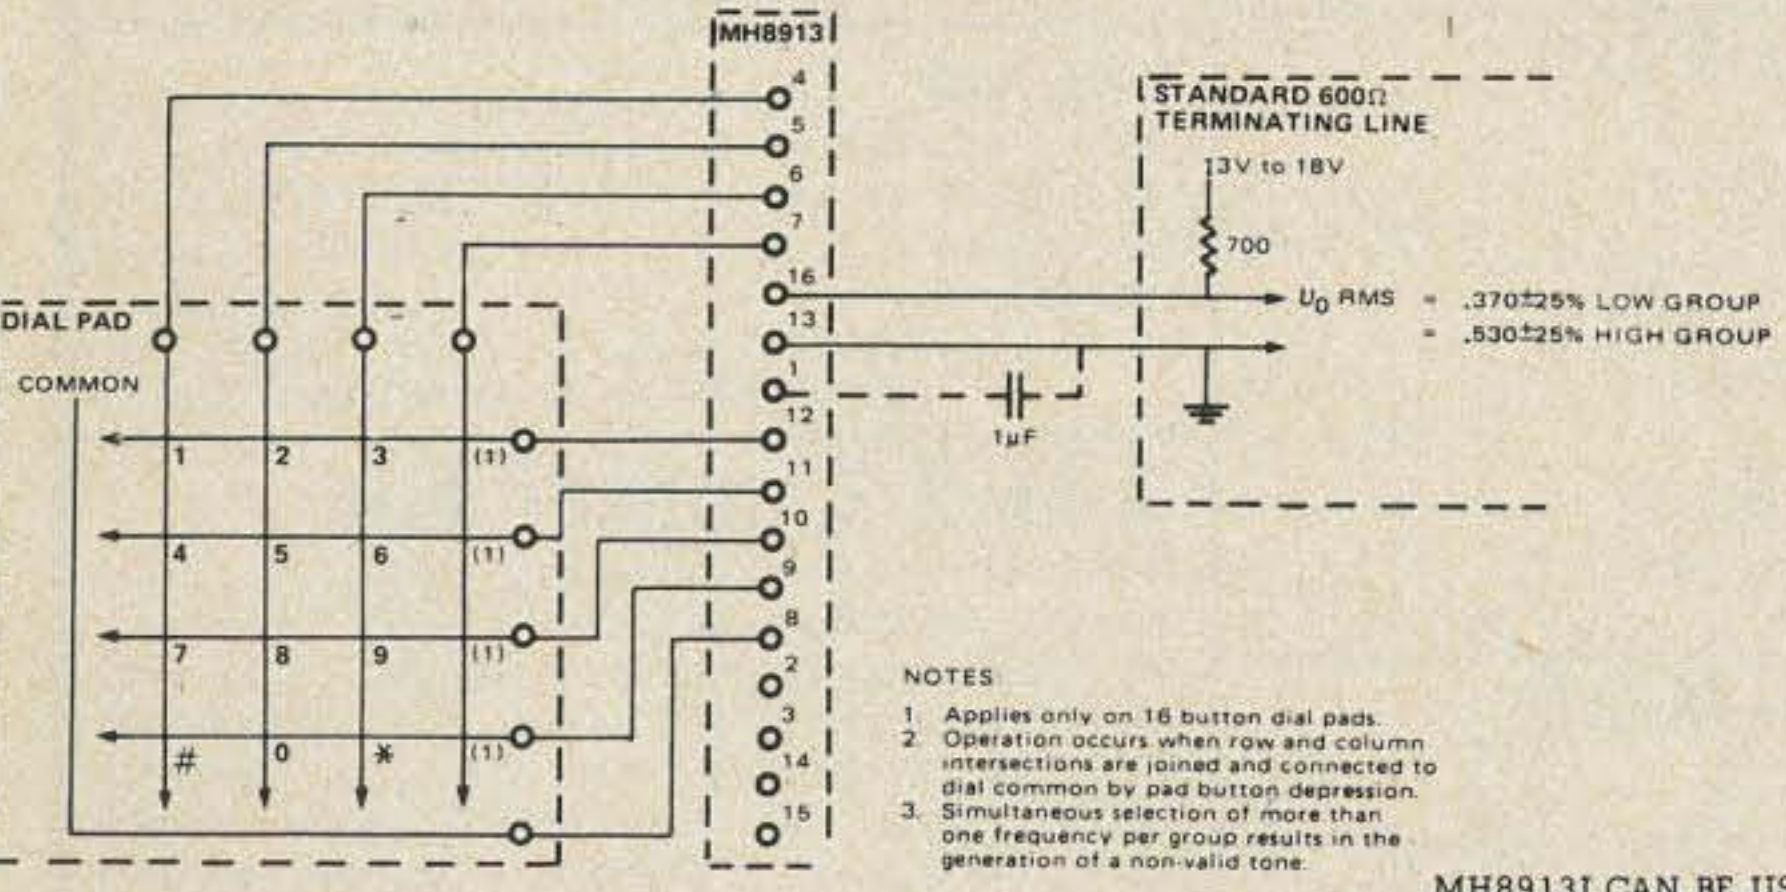 MH8913
4
5
6
7
16
13
1
12
11
10
9
8
2
3
14
15
DIAL PAD
COMMON
1 2 3 (1)
4 5 6 (1)
7 8 9 (1)
# 0 * (1)
1µF
STANDARD 600Ω
TERMINATING LINE
13V to 18V
700
U0 RMS = .370±25% LOW GROUP
= .530±25% HIGH GROUP
NOTES
1 Applies only on 16 button dial pads.
2 Operation occurs when row and column
intersections are joined and connected to
dial common by pad button depression.
3. Simultaneous selection of more than
one frequency per group results in the
generation of a non-valid tone.
CAN BE US